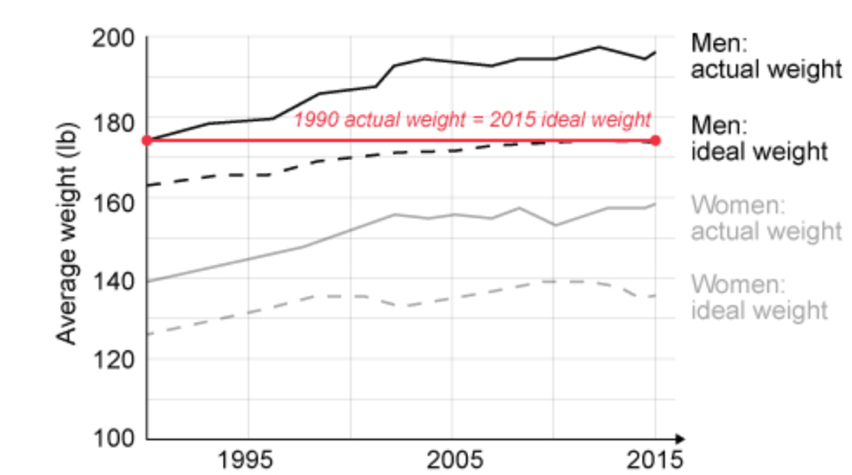 200
180
160
140
120
100
Average weight (lb)
1995
2005
2015
1990 actual weight = 2015 ideal weight
Men:
actual weight
Men:
ideal weight
Women:
actual weight
Women:
ideal weight